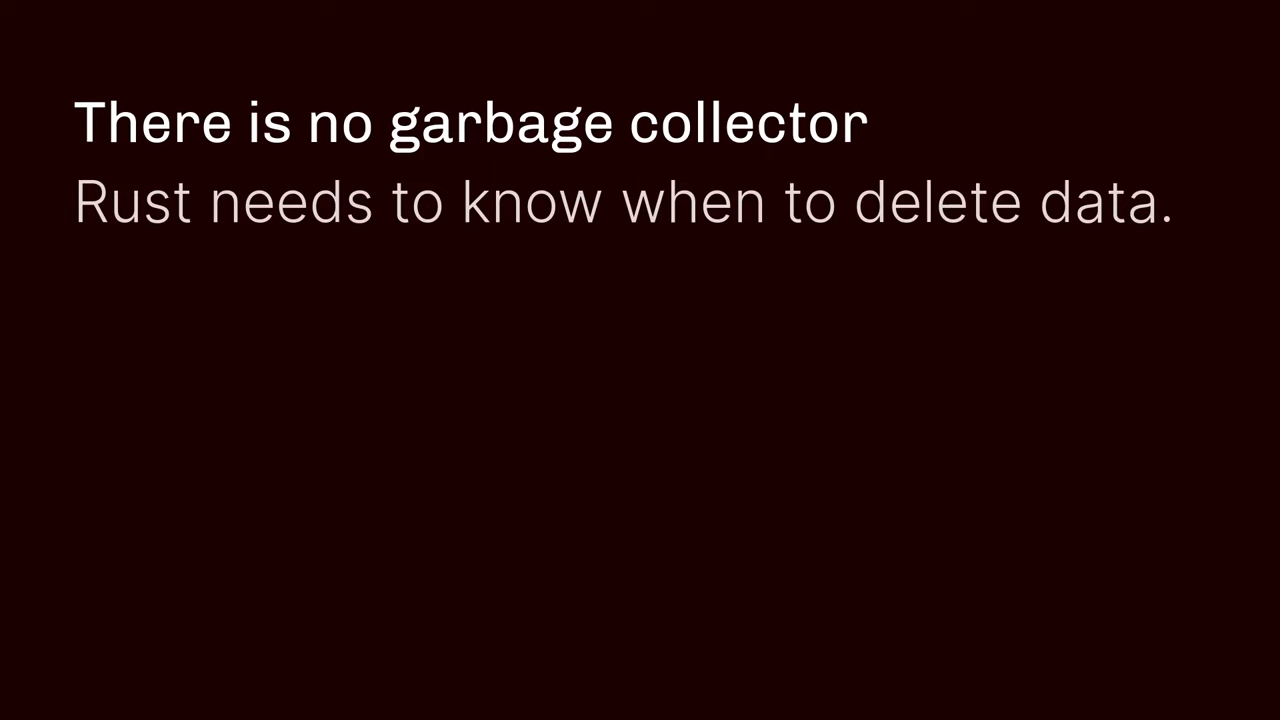 There is no garbage collector
Rust needs to know when to delete data.